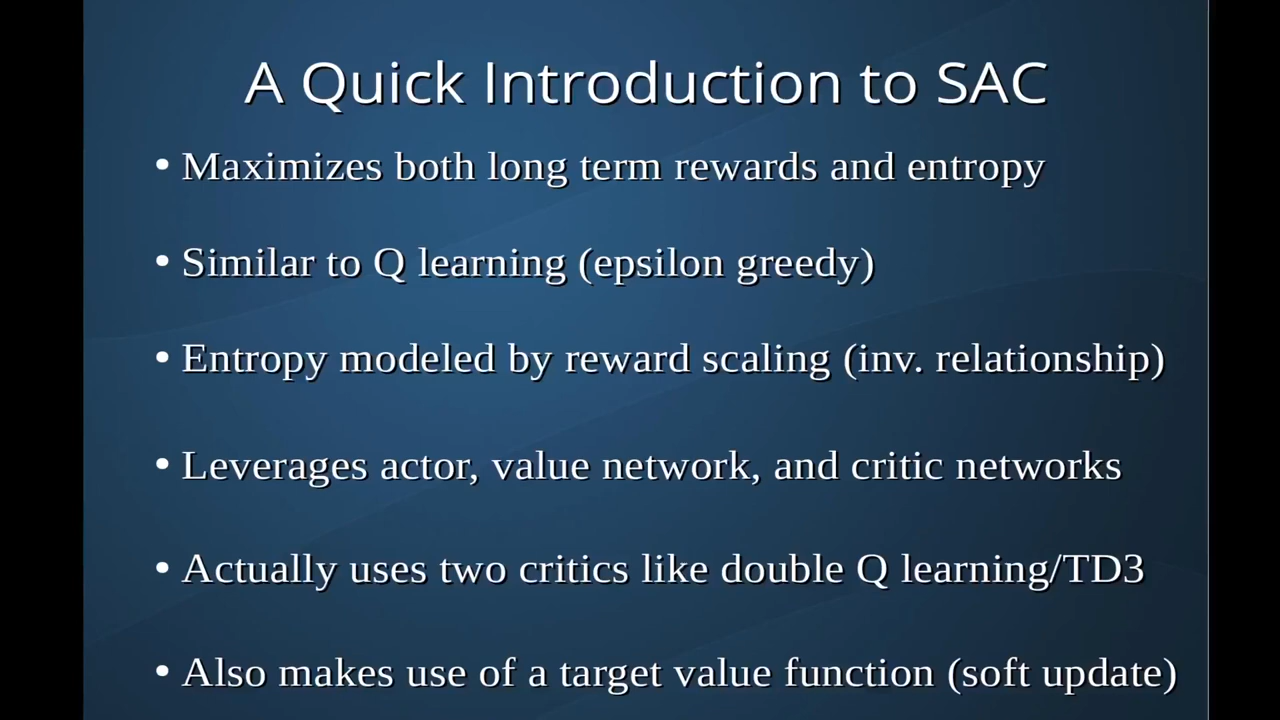 A Quick Introduction to SAC
• Maximizes both long term rewards and entropy
• Similar to Q learning (epsilon greedy)
• Entropy modeled by reward scaling (inv. relationship)
• Leverages actor, value network, and critic networks
• Actually uses two critics like double Q learning/TD3
• Also makes use of a target value function (soft update)